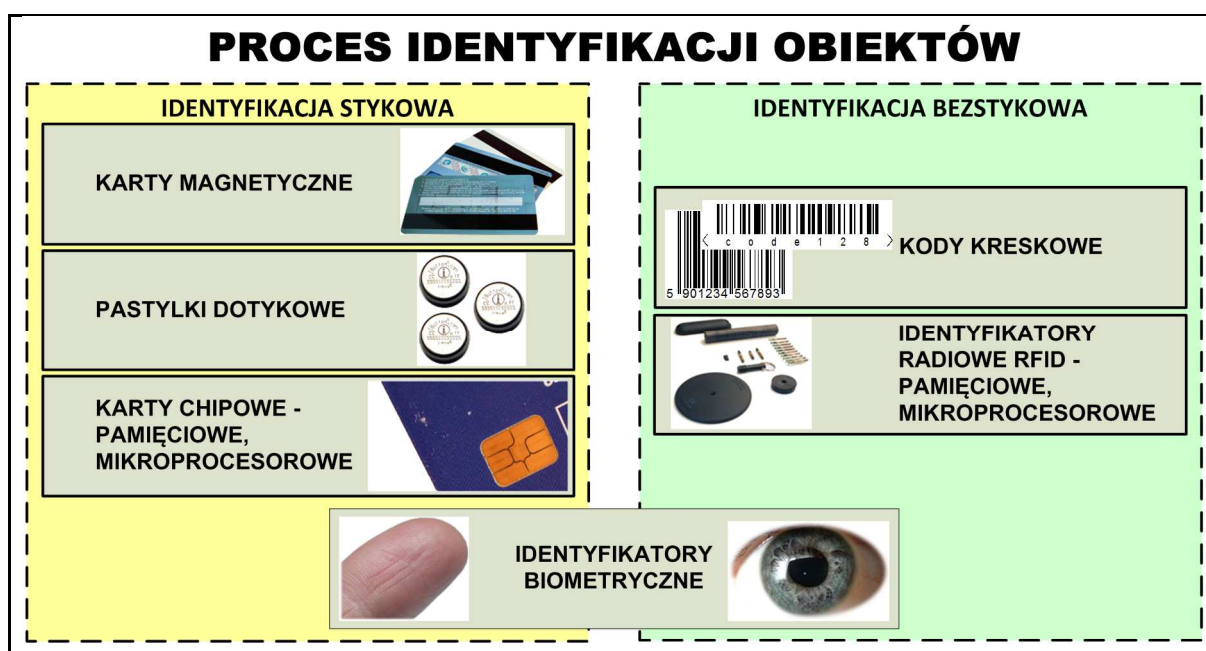 PROCES IDENTYFIKACJI OBIEKTÓW
IDENTYFIKACJA STYKOWA
KARTY MAGNETYCZNE
PASTYLKI DOTYKOWE
KARTY CHIPOWE -
PAMIĘCIOWE,
MIKROPROCESOROWE
IDENTYFIKACJA BEZSTYKOWA
< code128 >
5 901234 567893
KODY KRESKOWE
IDENTYFIKATORY
RADIOWE RFID -
PAMIĘCIOWE,
MIKROPROCESOROWE
IDENTYFIKATORY
BIOMETRYCZNE